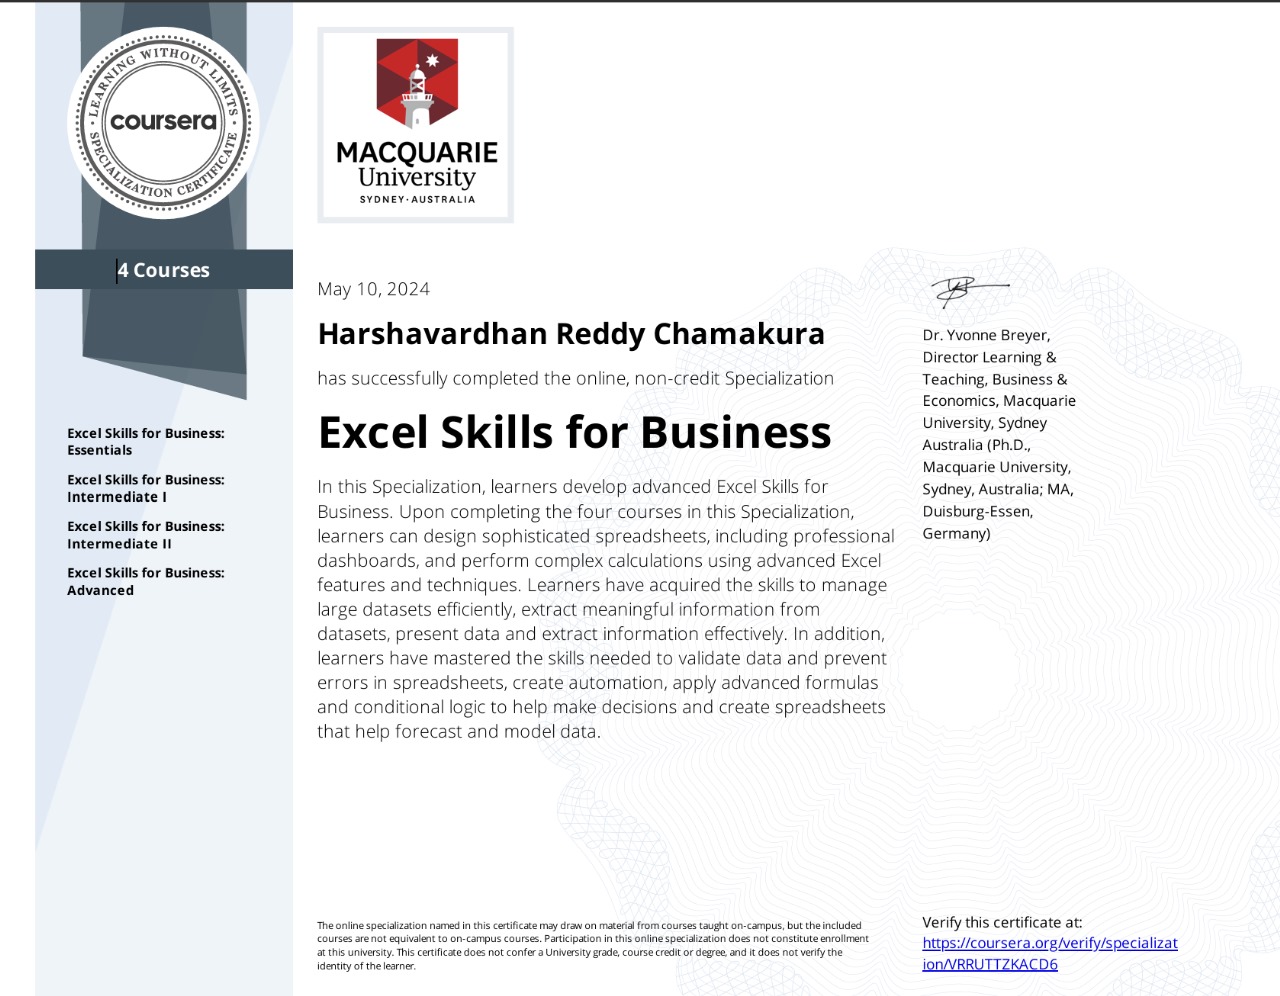 LEARNING WITHOUT LIMITS
coursera
SPECIALIZATION CERTIFICATE
MACQUARIE
University
SYDNEY·AUSTRALIA
4 Courses
Excel Skills for Business:
Essentials
Excel Skills for Business:
Intermediate I
Excel Skills for Business:
Intermediate II
Excel Skills for Business:
Advanced
May 10, 2024
Harshavardhan Reddy Chamakura
has successfully completed the online, non-credit Specialization
Excel Skills for Business
In this Specialization, learners develop advanced Excel Skills for
Business. Upon completing the four courses in this Specialization,
learners can design sophisticated spreadsheets, including professional
dashboards, and perform complex calculations using advanced Excel
features and techniques. Learners have acquired the skills to manage
large datasets efficiently, extract meaningful information from
datasets, present data and extract information effectively. In addition,
learners have mastered the skills needed to validate data and prevent
errors in spreadsheets, create automation, apply advanced formulas
and conditional logic to help make decisions and create spreadsheets
that help forecast and model data.
Dr. Yvonne Breyer,
Director Learning &
Teaching, Business &
Economics, Macquarie
University, Sydney
Australia (Ph.D.,
Macquarie University,
Sydney, Australia; MA,
Duisburg-Essen,
Germany)
The online specialization named in this certificate may draw on material from courses taught on-campus, but the included
courses are not equivalent to on-campus courses. Participation in this online specialization does not constitute enrollment
at this university. This certificate does not confer a University grade, course credit or degree, and it does not verify the
identity of the learner.
Verify this certificate at:
https://coursera.org/verify/specializat
ion/VRRUTTZKACD6